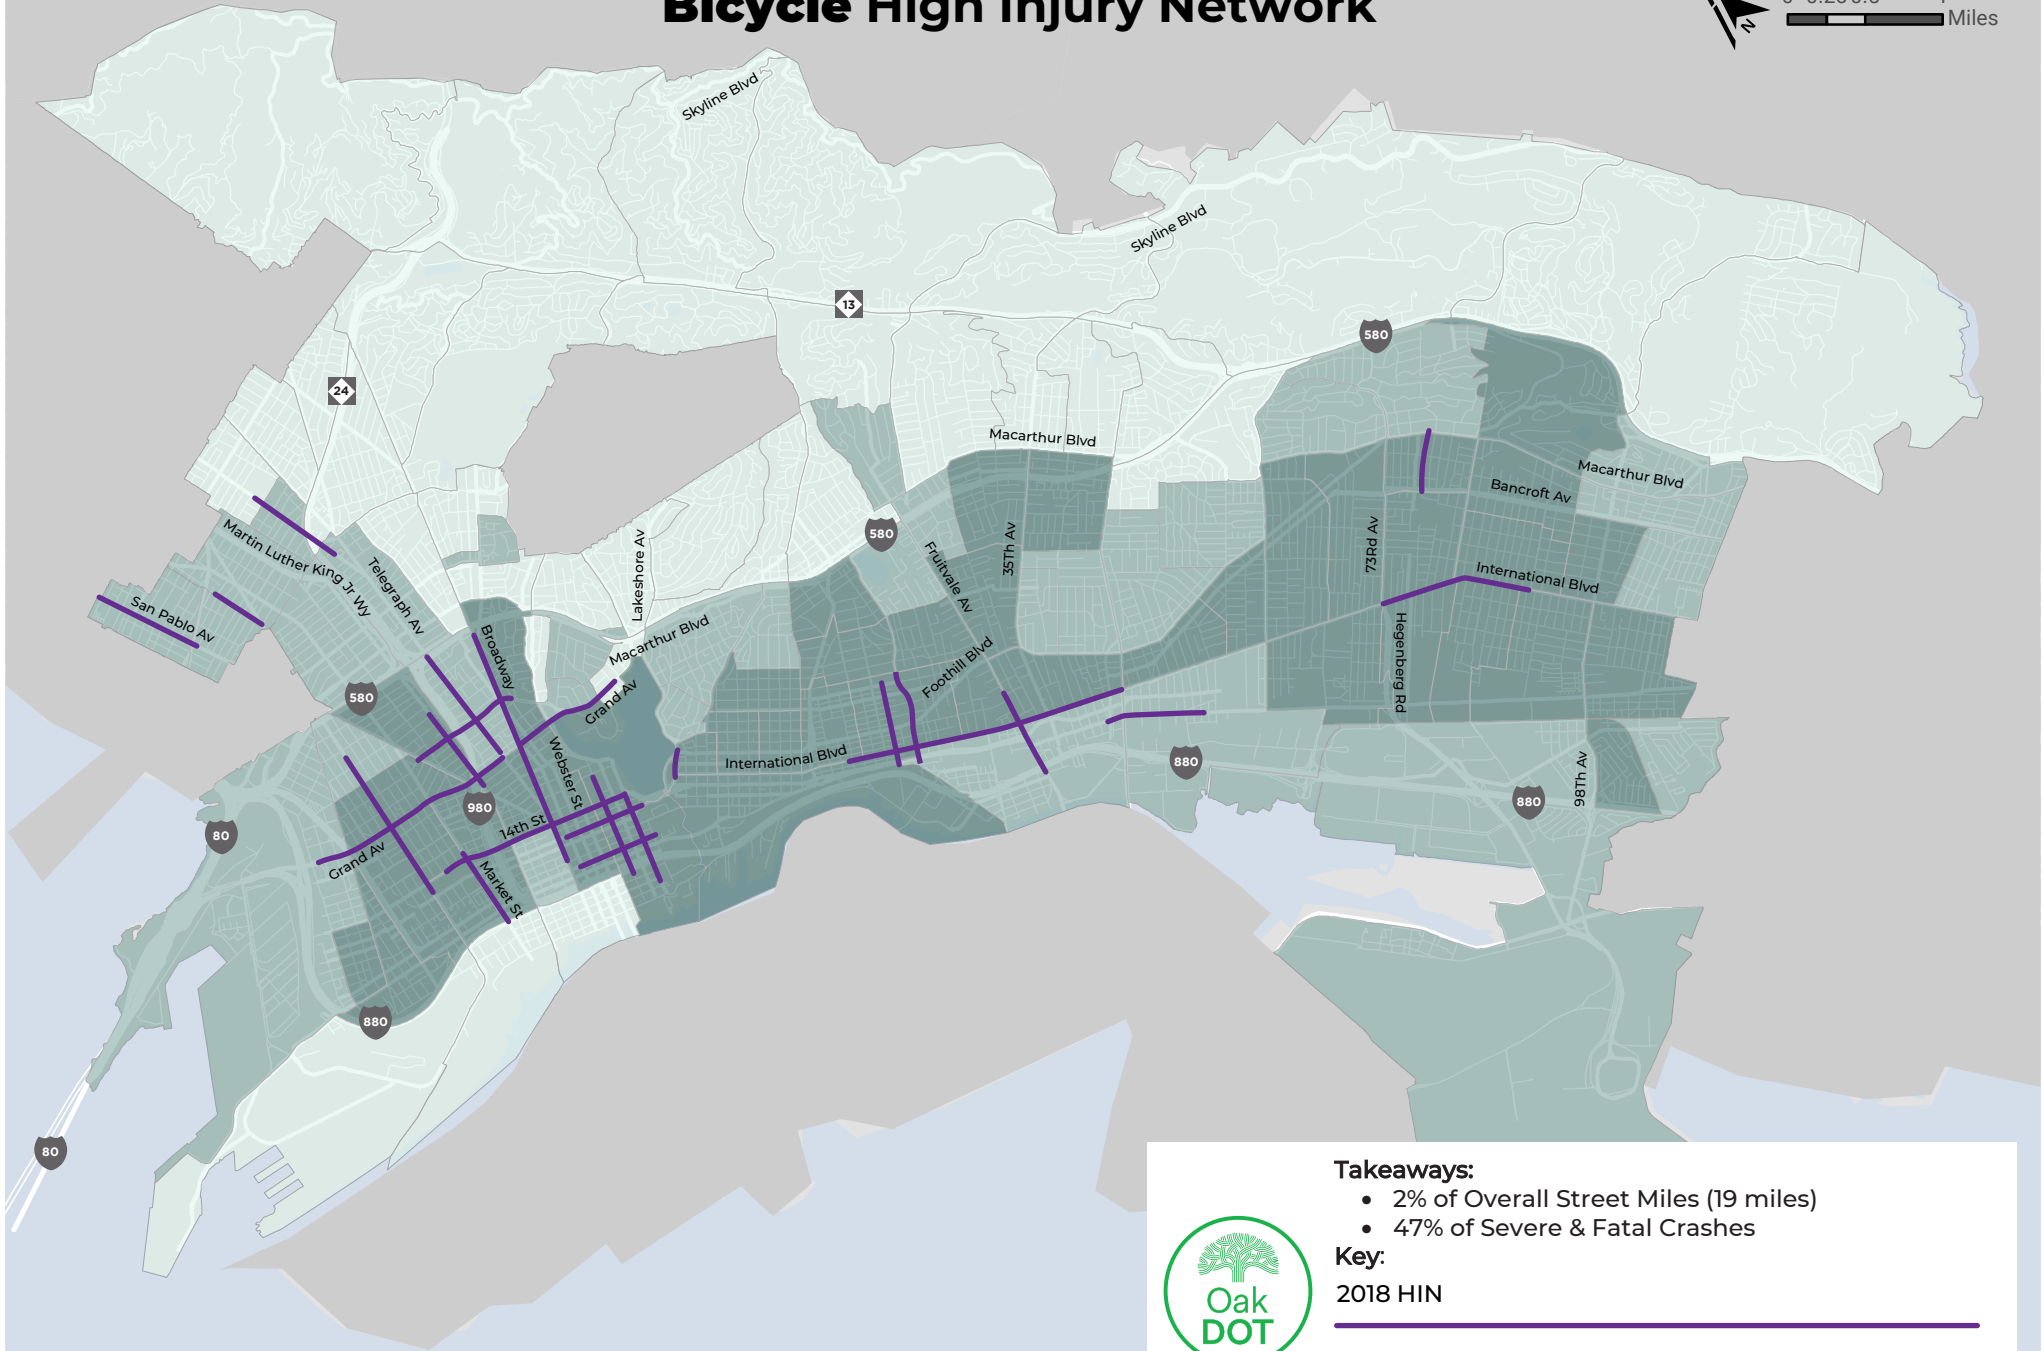 Bicycle High Injury Network
N
Miles
Skyline Blvd
Skyline Blvd
13
580
24
Macarthur Blvd
Macarthur Blvd
Bancroft Av
580
Lakeshore Av
Fruitvale Av
35Th Av
73Rd Av
Martin Luther King Jr Wy
Telegraph Av
International Blvd
San Pablo Av
Broadway
Macarthur Blvd
Foothill Blvd
Hegenberg Rd
580
Grand Av
Webster St
International Blvd
880
98Th Av
880
980
80
14th St
Grand Av
Market St
880
80
Takeaways:
• 2% of Overall Street Miles (19 miles)
• 47% of Severe & Fatal Crashes
Key:
2018 HIN
Oak
DOT